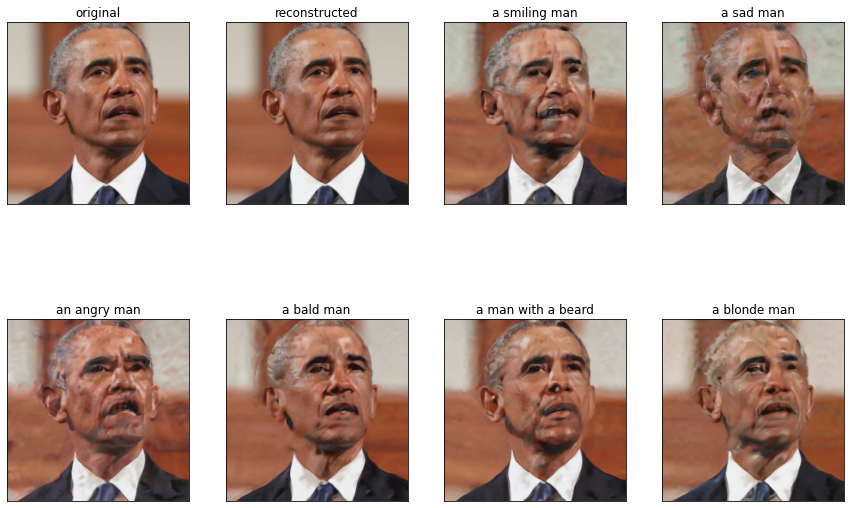 original
reconstructed
a smiling man
a sad man
an angry man
a bald man
a man with a beard
a blonde man